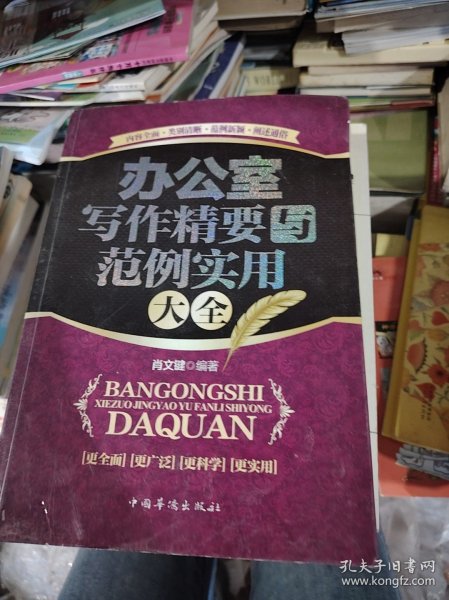 内容全面·类别清晰·范例新颖·阐述通俗
办公室
写作精要与
范例实用
大全
肖文键◎编著
BANGONGSHI
XIEZUO JINGYAO YU FANLI SHIYONG
DAQUAN
[更全面] [更广泛] [更科学] [更实用]
中国华侨出版社
孔夫子旧书网
www.kongfz.com